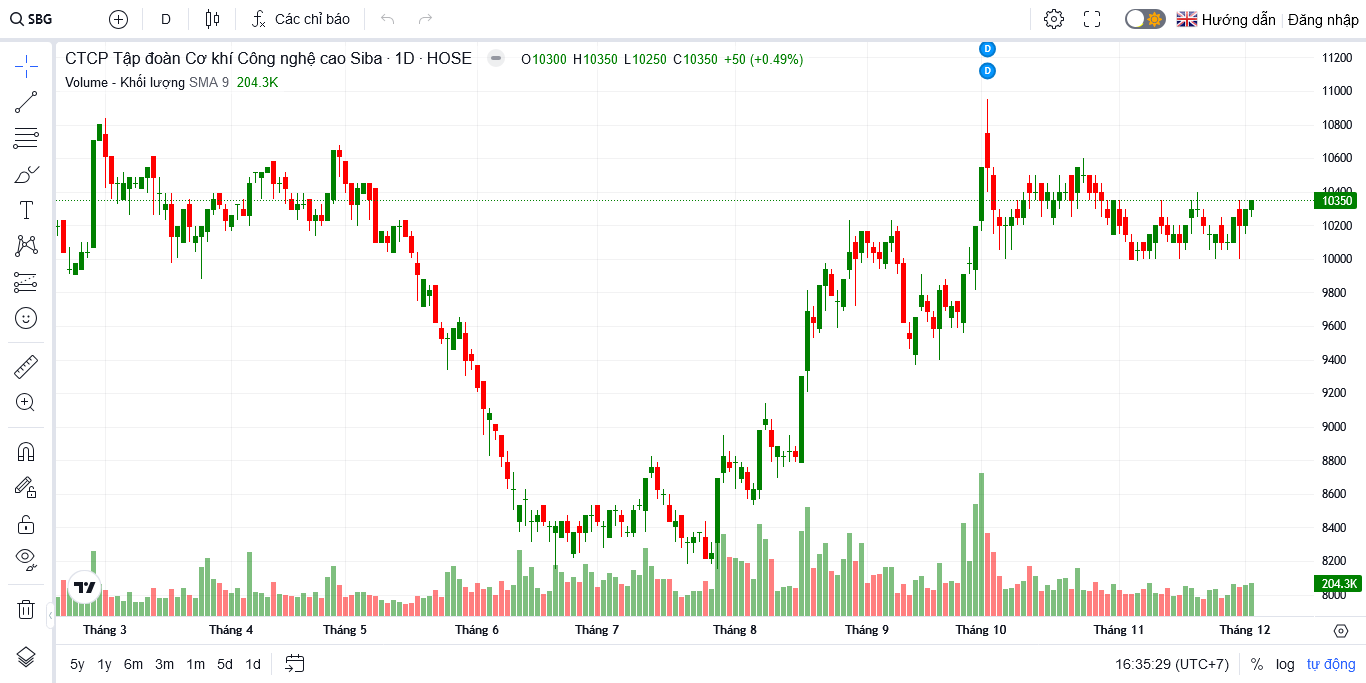 SBG D Các chỉ báo Hướng dẫn Đăng nhập
CTCP Tập đoàn Cơ khí Công nghệ cao Siba · 1D · HOSE O10300 H10350 L10250 C10350 +50 (+0.49%)
Volume - Khối lượng SMA 9 204.3K
D
D
11200
11000
10800
10600
10400
10350
10200
10000
9800
9600
9400
9200
9000
8800
8600
8400
8200
204.3K
8000
Tháng 3 Tháng 4 Tháng 5 Tháng 6 Tháng 7 Tháng 8 Tháng 9 Tháng 10 Tháng 11 Tháng 12
5y 1y 6m 3m 1m 5d 1d 16:35:29 (UTC+7) % log tự động